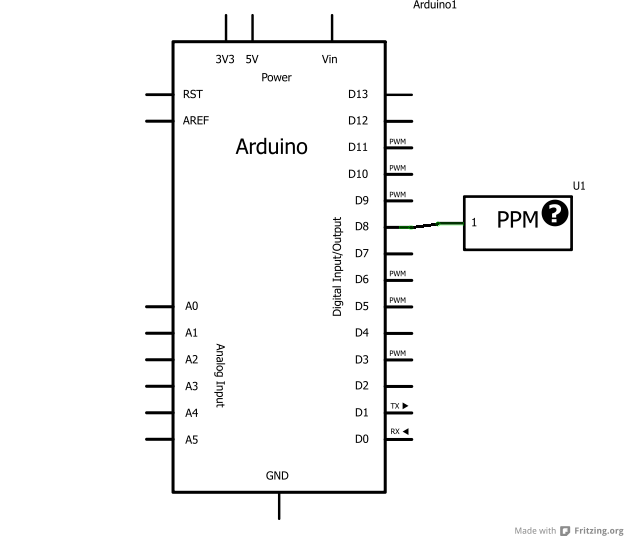 Arduino1
3V3 5V Vin
Power
RST
AREF
Arduino
D13
D12
D11 PWM
D10 PWM
D9 PWM
D8
D7
D6 PWM
D5 PWM
D4
D3 PWM
D2
D1 TX
D0 RX
Digital Input/Output
U1
1 PPM ?
A0
A1
A2
A3
A4
A5
Analog Input
GND
Made with Fritzing.org